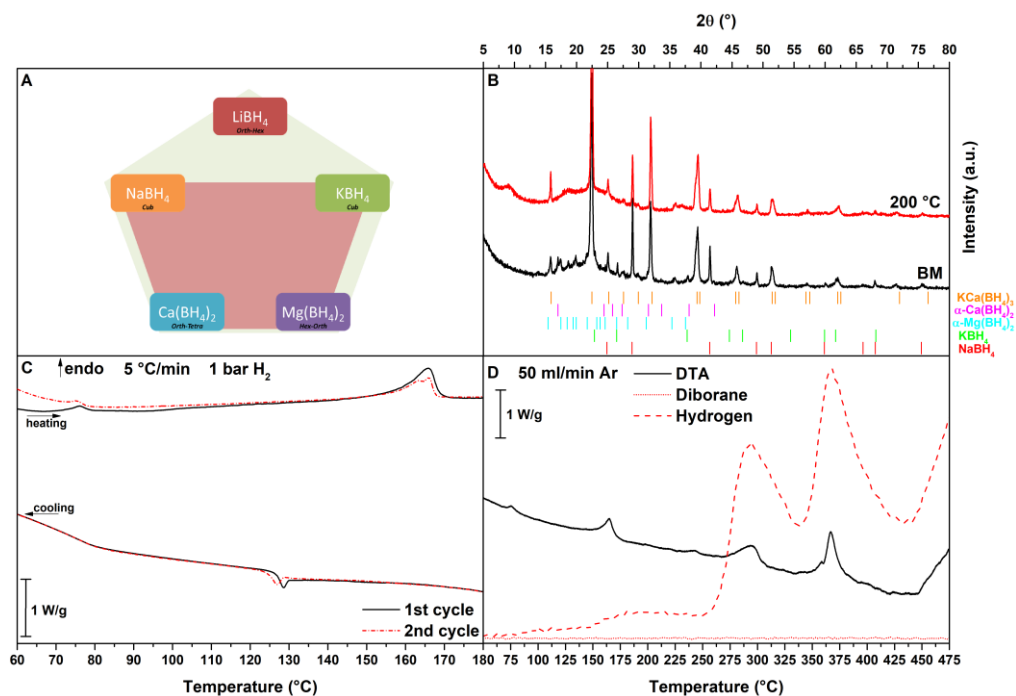 A
LiBH4
Orth-Hex
NaBH4
Cub
KBH4
Cub
Ca(BH4)2
Orth-Tetra
Mg(BH4)2
Hex-Orth
2θ (°)
5 10 15 20 25 30 35 40 45 50 55 60 65 70 75 80
B
200 °C
BM
Intensity (a.u.)
KCa(BH4)3
α-Ca(BH4)2
α-Mg(BH4)2
KBH4
NaBH4
C
endo 5 °C/min 1 bar H2
heating
cooling
1 W/g
1st cycle
2nd cycle
60 70 80 90 100 110 120 130 140 150 160 170 180
Temperature (°C)
D
50 ml/min Ar
DTA
Diborane
Hydrogen
1 W/g
75 100 125 150 175 200 225 250 275 300 325 350 375 400 425 450 475
Temperature (°C)